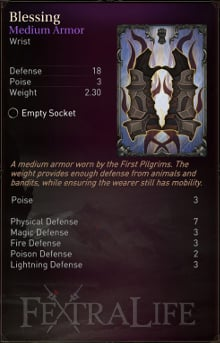 Blessing
Medium Armor
Wrist
Defense 18
Poise 3
Weight 2.30
Empty Socket
A medium armor worn by the First Pilgrims. The
weight provides enough defense from animals and
bandits, while ensuring the wearer still has mobility.
Poise 3
Physical Defense 7
Magic Defense 3
Fire Defense 3
Poison Defense 2
Lightning Defense 3
FEXTRALIFE